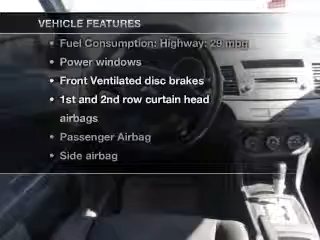 VEHICLE FEATURES
• Fuel Consumption: Highway: 29 mpg
• Power windows
• Front Ventilated disc brakes
• 1st and 2nd row curtain head
airbags
• Passenger Airbag
• Side airbag